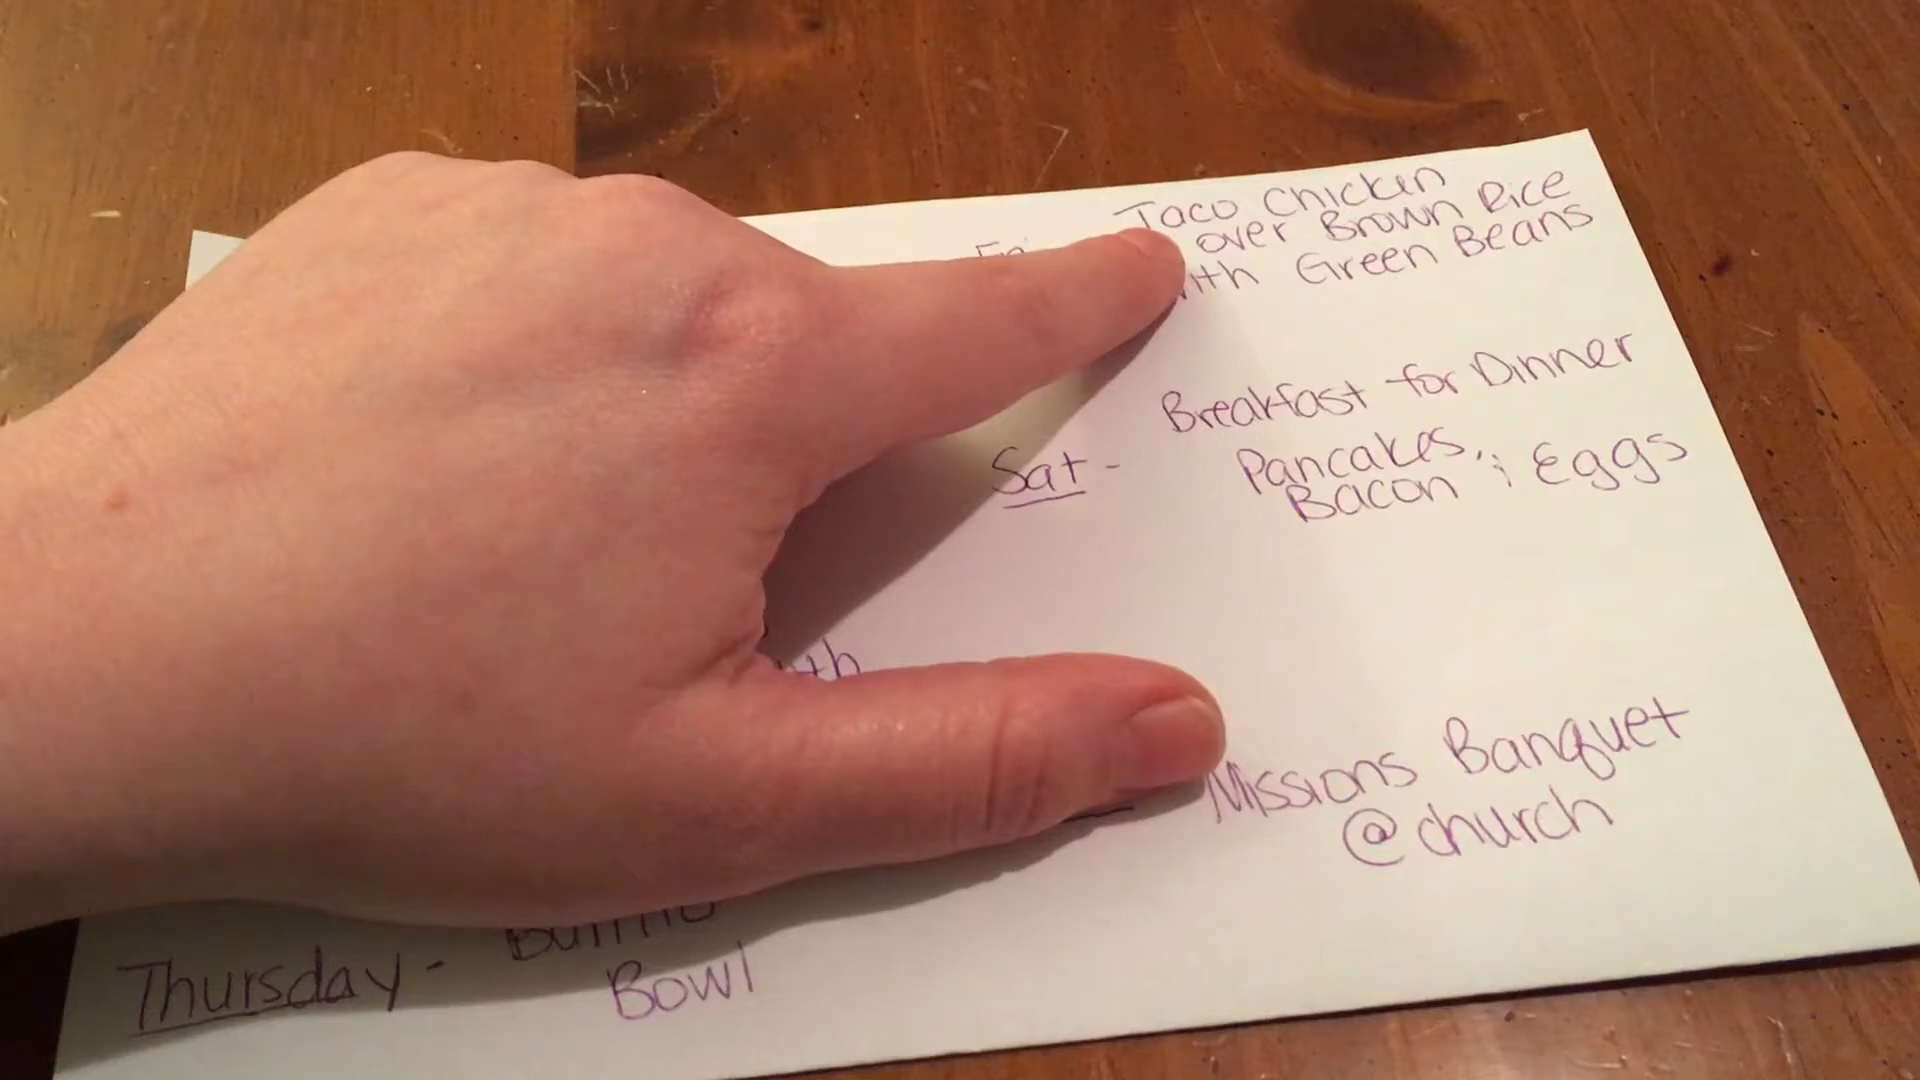 Taco Chicken
over Brown Rice
Green Beans
Breakfast for Dinner
Sat -
Pancakes,
Bacon & Eggs
Missions Banquet
@ church
Thursday -
Bowl